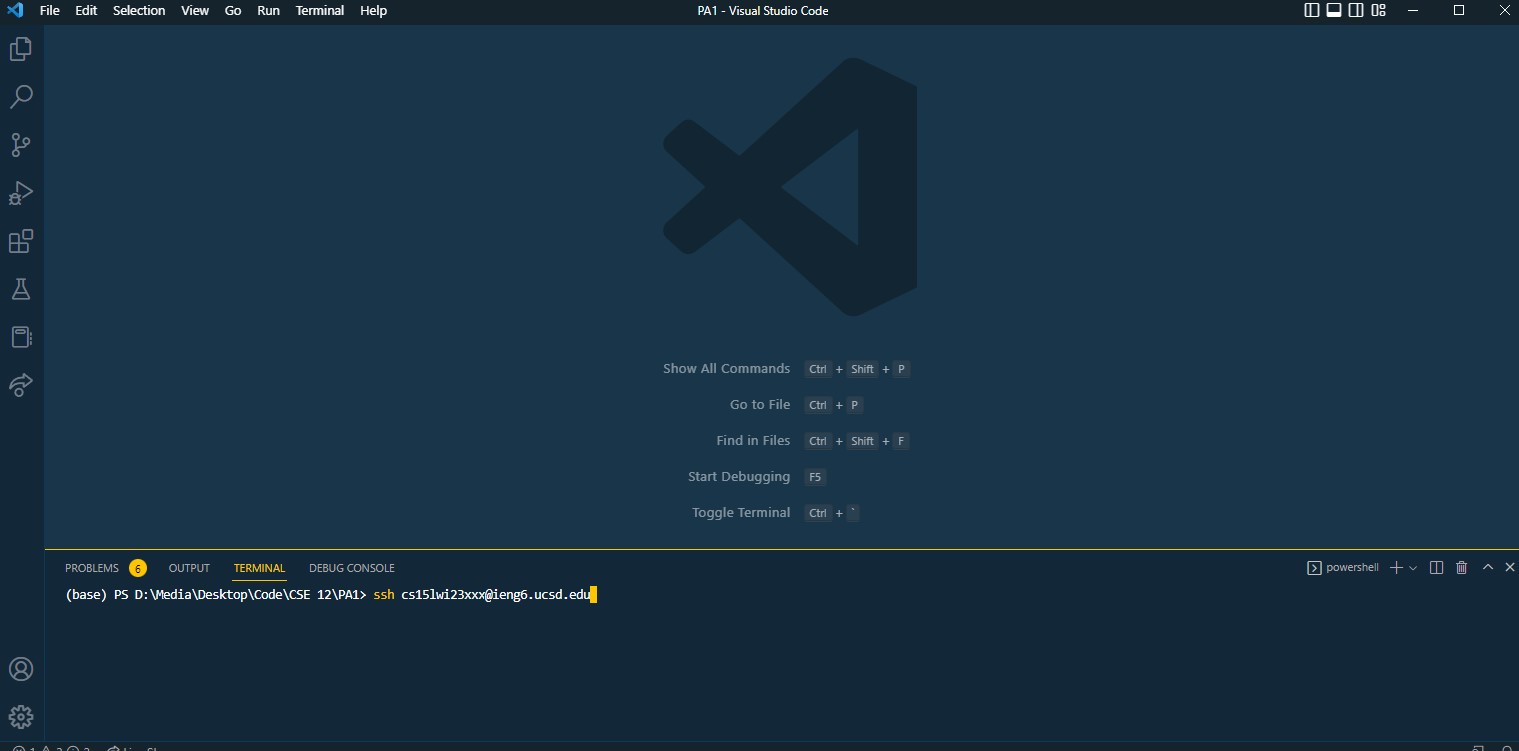 File Edit Selection View Go Run Terminal Help PA1 - Visual Studio Code
Show All Commands Ctrl + Shift + P
Go to File Ctrl + P
Find in Files Ctrl + Shift + F
Start Debugging F5
Toggle Terminal Ctrl + `
PROBLEMS 6 OUTPUT TERMINAL DEBUG CONSOLE powershell
(base) PS D:\Media\Desktop\Code\CSE 12\PA1> ssh cs15lwi23xxx@ieng6.ucsd.edu